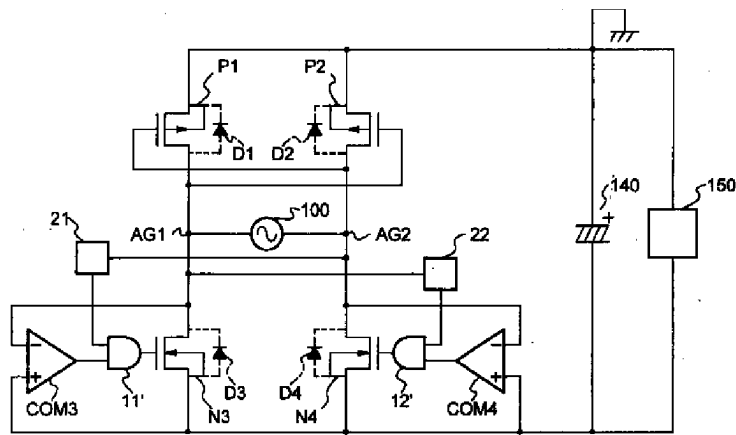 P1
P2
D1
D2
100
140
+
150
21
AG1
AG2
22
−
+
COM3
11'
D3
N3
D4
N4
12'
−
+
COM4